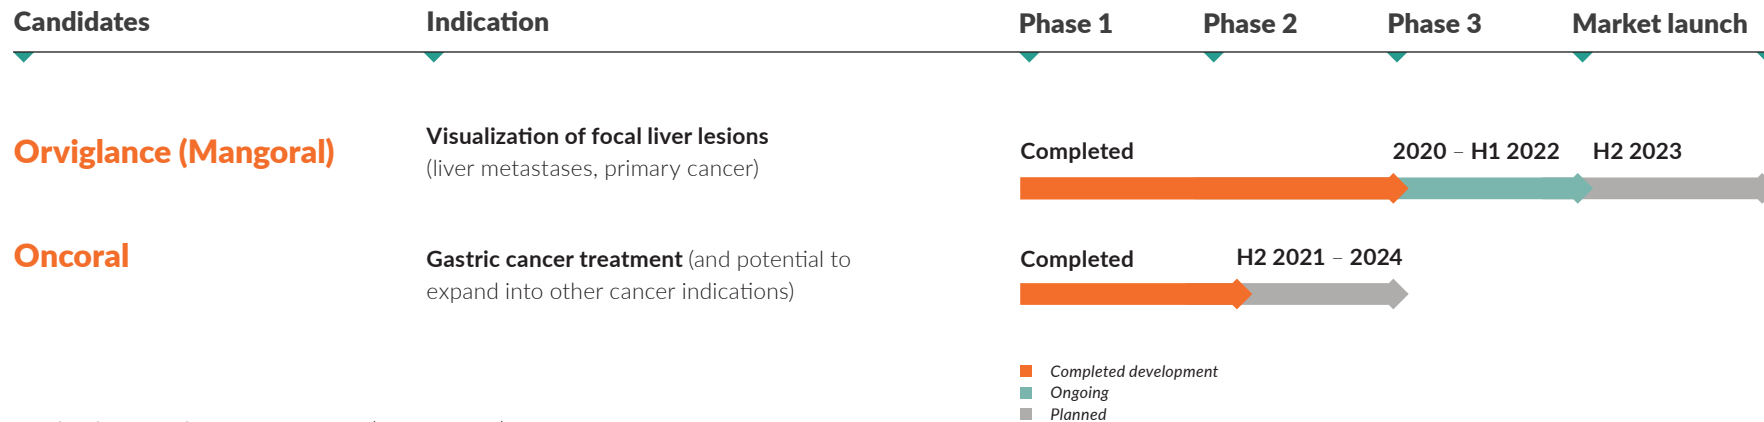 Candidates Indication Phase 1 Phase 2 Phase 3 Market launch
Orviglance (Mangoral)
Visualization of focal liver lesions
(liver metastases, primary cancer)
Completed 2020 – H1 2022 H2 2023
Oncoral
Gastric cancer treatment (and potential to
expand into other cancer indications)
Completed H2 2021 – 2024
Completed development
Ongoing
Planned